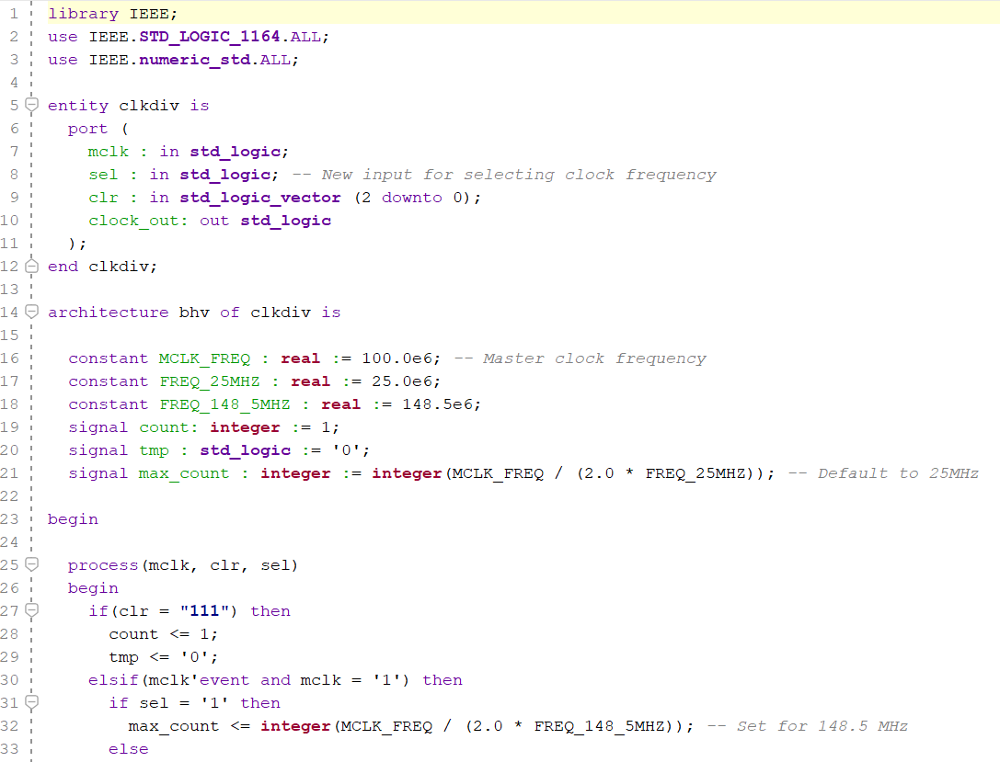 1 library IEEE;
2 use IEEE.STD_LOGIC_1164.ALL;
3 use IEEE.numeric_std.ALL;
4
5 entity clkdiv is
6   port (
7     mclk : in std_logic;
8     sel : in std_logic; -- New input for selecting clock frequency
9     clr : in std_logic_vector (2 downto 0);
10     clock_out: out std_logic
11   );
12 end clkdiv;
13
14 architecture bhv of clkdiv is
15
16   constant MCLK_FREQ : real := 100.0e6; -- Master clock frequency
17   constant FREQ_25MHZ : real := 25.0e6;
18   constant FREQ_148_5MHZ : real := 148.5e6;
19   signal count: integer := 1;
20   signal tmp : std_logic := '0';
21   signal max_count : integer := integer(MCLK_FREQ / (2.0 * FREQ_25MHZ)); -- Default to 25MHz
22
23 begin
24
25   process(mclk, clr, sel)
26   begin
27     if(clr = "111") then
28       count <= 1;
29       tmp <= '0';
30     elsif(mclk'event and mclk = '1') then
31       if sel = '1' then
32         max_count <= integer(MCLK_FREQ / (2.0 * FREQ_148_5MHZ)); -- Set for 148.5 MHz
33       else